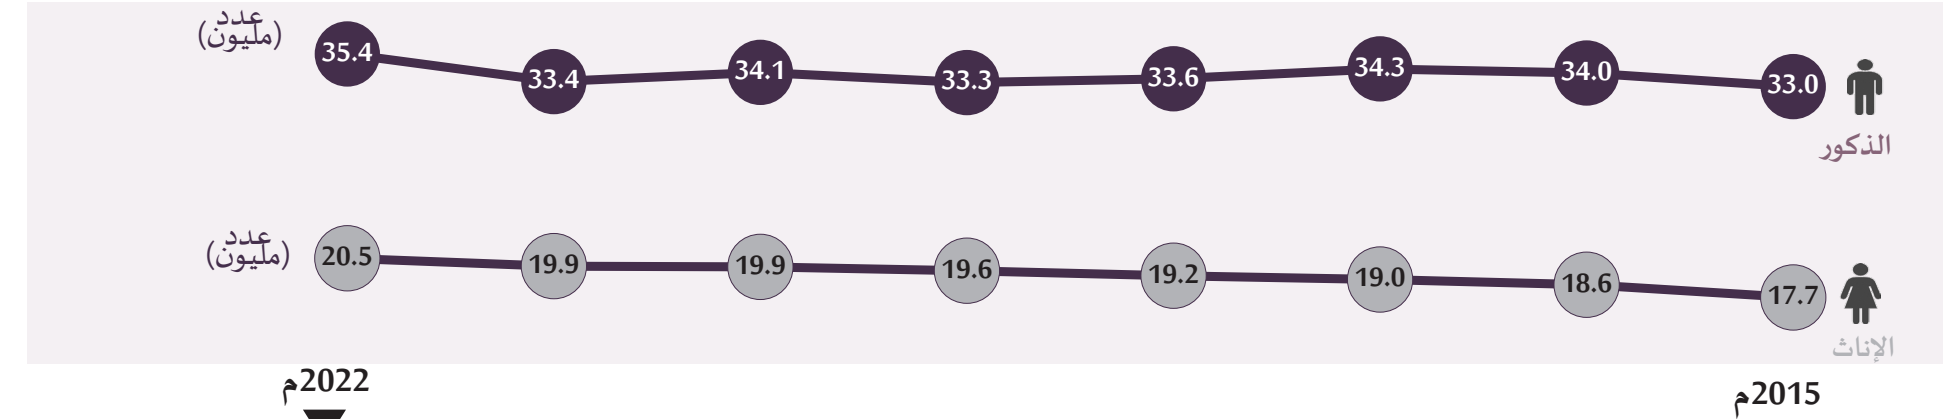 عدد
(مليون)
33.0 34.0 34.3 33.6 33.3 34.1 33.4 35.4
الذكور
عدد
(مليون)
17.7 18.6 19.0 19.2 19.6 19.9 19.9 20.5
الإناث
2015م 2022م